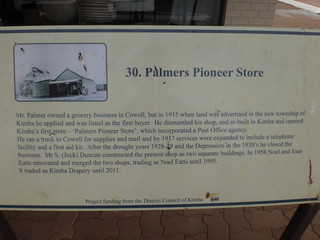 30. Palmers Pioneer Store
Mr. Palmer owned a grocery business in Cowell, but in 1915 when land was advertised in the new township of
Kimba he applied and was listed as the first buyer. He dismantled his shop, and re-built in Kimba and opened
Kimba's first store – 'Palmers Pioneer Store', which incorporated a Post Office agency.
He ran a truck to Cowell for supplies and mail and by 1917 services were expanded to include a telephone
facility and a first aid kit. After the drought years 1928-29 and the Depression in the 1930's he closed the
business. Mr S. (Jock) Duncan constructed the present shop as two separate buildings. In 1958 Noel and Joan
Eatts renovated and merged the two shops, trading as Noel Eatts until 1995.
It traded as Kimba Drapery until 2011.
Project funding from the District Council of Kimba